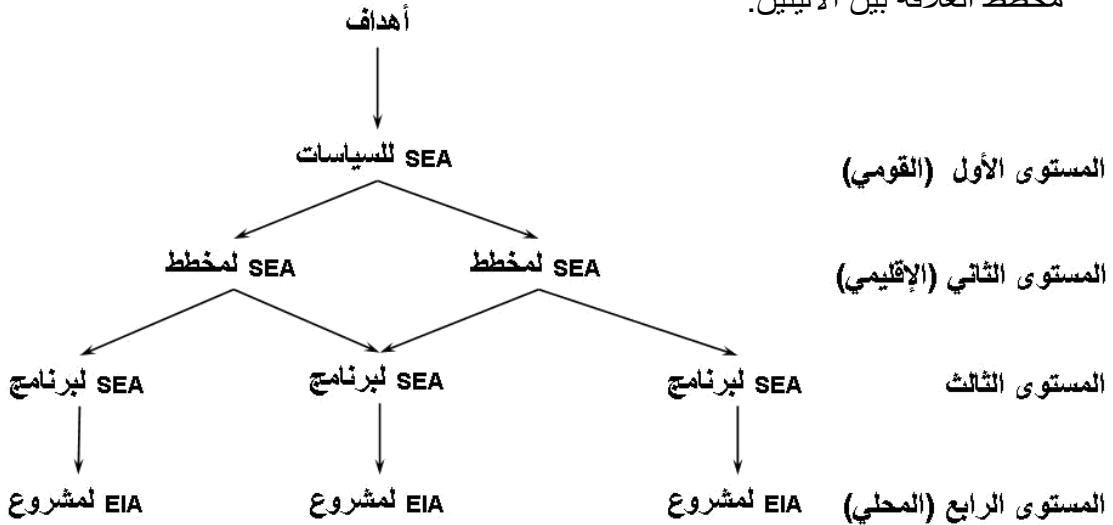 أهداف
المستوى الأول (القومي) SEA للسياسات
المستوى الثاني (الإقليمي) SEA لمخطط SEA لمخطط
المستوى الثالث SEA لبرنامج SEA لبرنامج SEA لبرنامج
المستوى الرابع (المحلي) EIA لمشروع EIA لمشروع EIA لمشروع